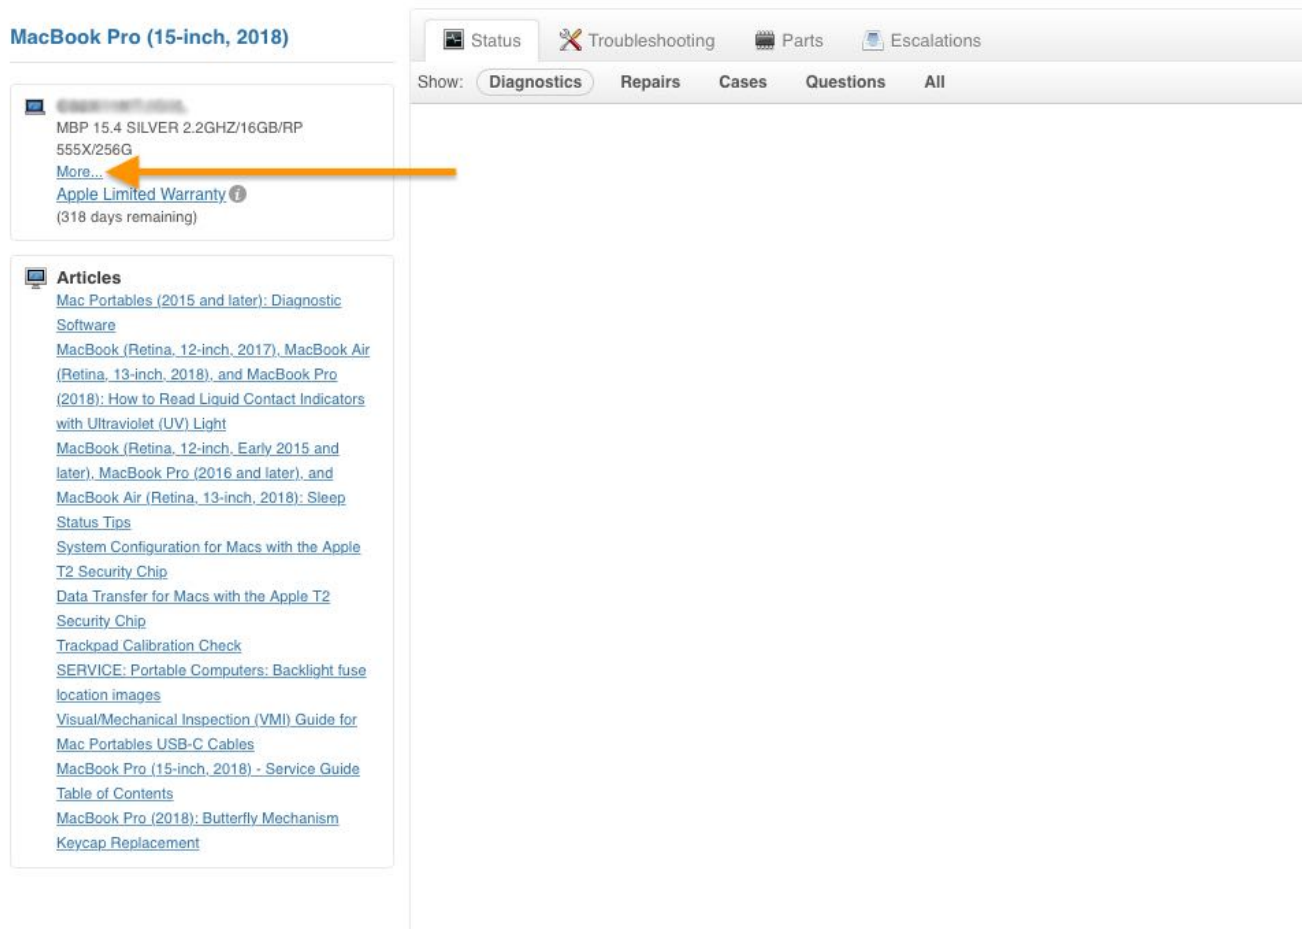 MacBook Pro (15-inch, 2018)
MBP 15.4 SILVER 2.2GHZ/16GB/RP
555X/256G
More...
Apple Limited Warranty
(318 days remaining)
Articles
Mac Portables (2015 and later): Diagnostic
Software
MacBook (Retina, 12-inch, 2017), MacBook Air
(Retina, 13-inch, 2018), and MacBook Pro
(2018): How to Read Liquid Contact Indicators
with Ultraviolet (UV) Light
MacBook (Retina, 12-inch, Early 2015 and
later), MacBook Pro (2016 and later), and
MacBook Air (Retina, 13-inch, 2018): Sleep
Status Tips
System Configuration for Macs with the Apple
T2 Security Chip
Data Transfer for Macs with the Apple T2
Security Chip
Trackpad Calibration Check
SERVICE: Portable Computers: Backlight fuse
location images
Visual/Mechanical Inspection (VMI) Guide for
Mac Portables USB-C Cables
MacBook Pro (15-inch, 2018) - Service Guide
Table of Contents
MacBook Pro (2018): Butterfly Mechanism
Keycap Replacement
Status Troubleshooting Parts Escalations
Show: Diagnostics Repairs Cases Questions All